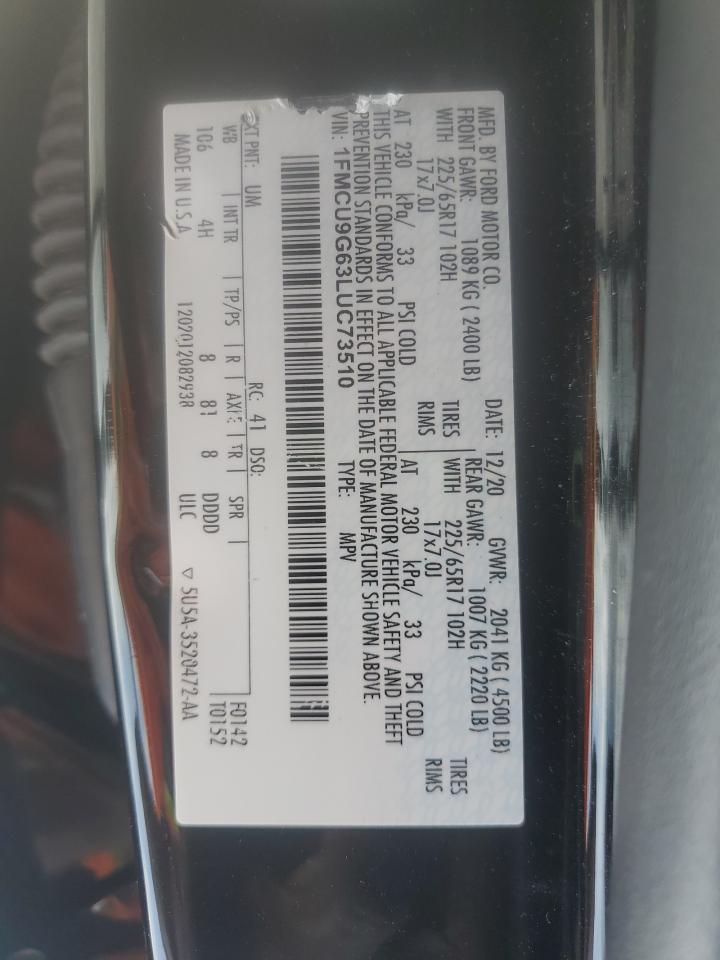 MFD. BY FORD MOTOR CO. DATE: 12/20 GVWR: 2041 KG ( 4500 LB)
FRONT GAWR: 1089 KG ( 2400 LB) REAR GAWR: 1007 KG ( 2220 LB)
WITH 225/65R17 102H TIRES WITH 225/65R17 102H TIRES
17x7.0J RIMS 17x7.0J RIMS
AT 230 kPa/ 33 PSI COLD AT 230 kPa/ 33 PSI COLD
THIS VEHICLE CONFORMS TO ALL APPLICABLE FEDERAL MOTOR VEHICLE SAFETY AND THEFT
PREVENTION STANDARDS IN EFFECT ON THE DATE OF MANUFACTURE SHOWN ABOVE.
VIN: 1FMCU9G63LUC73510 TYPE: MPV
EXT PNT: UM RC: 41 DSO: F0142
WB INT TR TP/PS R AXLE TR SPR T0152
106 4H 8 81 8 DDDD
MADE IN U.S.A. 1202012082938 ULC ▽ 5U5A-3520472-AA